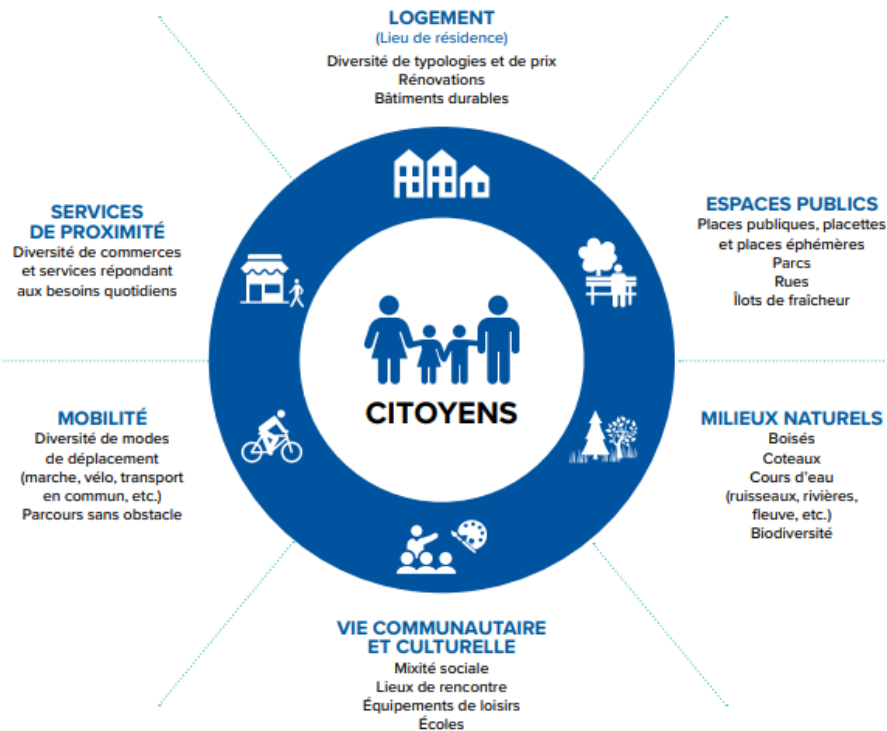 LOGEMENT
(Lieu de résidence)
Diversité de typologies et de prix
Rénovations
Bâtiments durables
ESPACES PUBLICS
Places publiques, placettes
et places éphémères
Parcs
Rues
Îlots de fraîcheur
MILIEUX NATURELS
Boisés
Coteaux
Cours d'eau
(ruisseaux, rivières,
fleuve, etc.)
Biodiversité
VIE COMMUNAUTAIRE
ET CULTURELLE
Mixité sociale
Lieux de rencontre
Équipements de loisirs
Écoles
MOBILITÉ
Diversité de modes
de déplacement
(marche, vélo, transport
en commun, etc.)
Parcours sans obstacle
SERVICES
DE PROXIMITÉ
Diversité de commerces
et services répondant
aux besoins quotidiens
CITOYENS